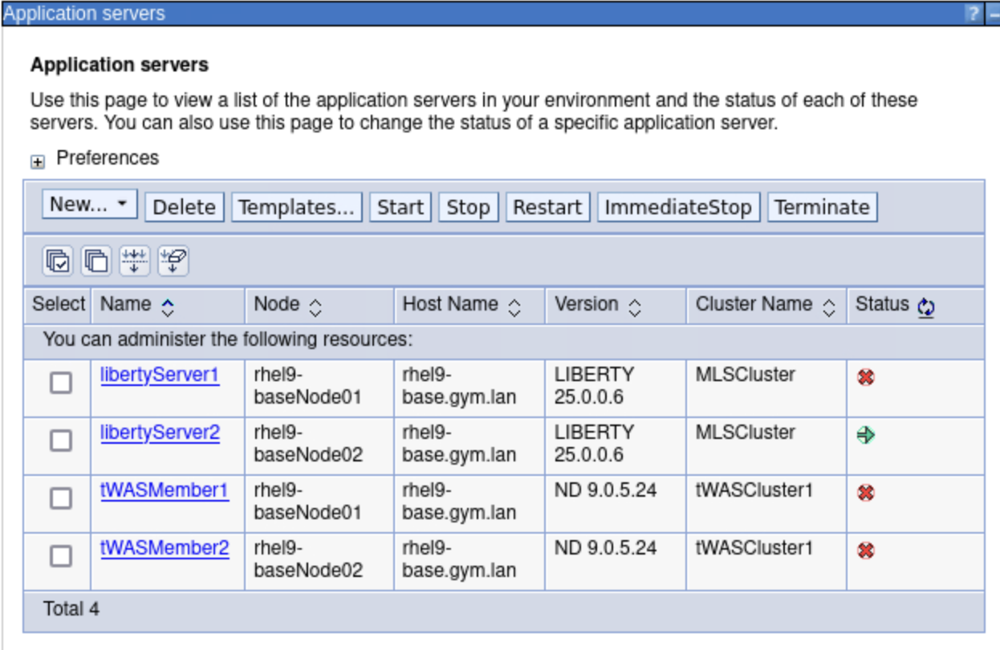 Application servers ? –
Application servers
Use this page to view a list of the application servers in your environment and the status of each of these
servers. You can also use this page to change the status of a specific application server.
Preferences
New... Delete Templates... Start Stop Restart ImmediateStop Terminate
Select Name Node Host Name Version Cluster Name Status
You can administer the following resources:
libertyServer1 rhel9- rhel9- LIBERTY MLSCluster
baseNode01 base.gym.lan 25.0.0.6
libertyServer2 rhel9- rhel9- LIBERTY MLSCluster
baseNode02 base.gym.lan 25.0.0.6
tWASMember1 rhel9- rhel9- ND 9.0.5.24 tWASCluster1
baseNode01 base.gym.lan
tWASMember2 rhel9- rhel9- ND 9.0.5.24 tWASCluster1
baseNode02 base.gym.lan
Total 4